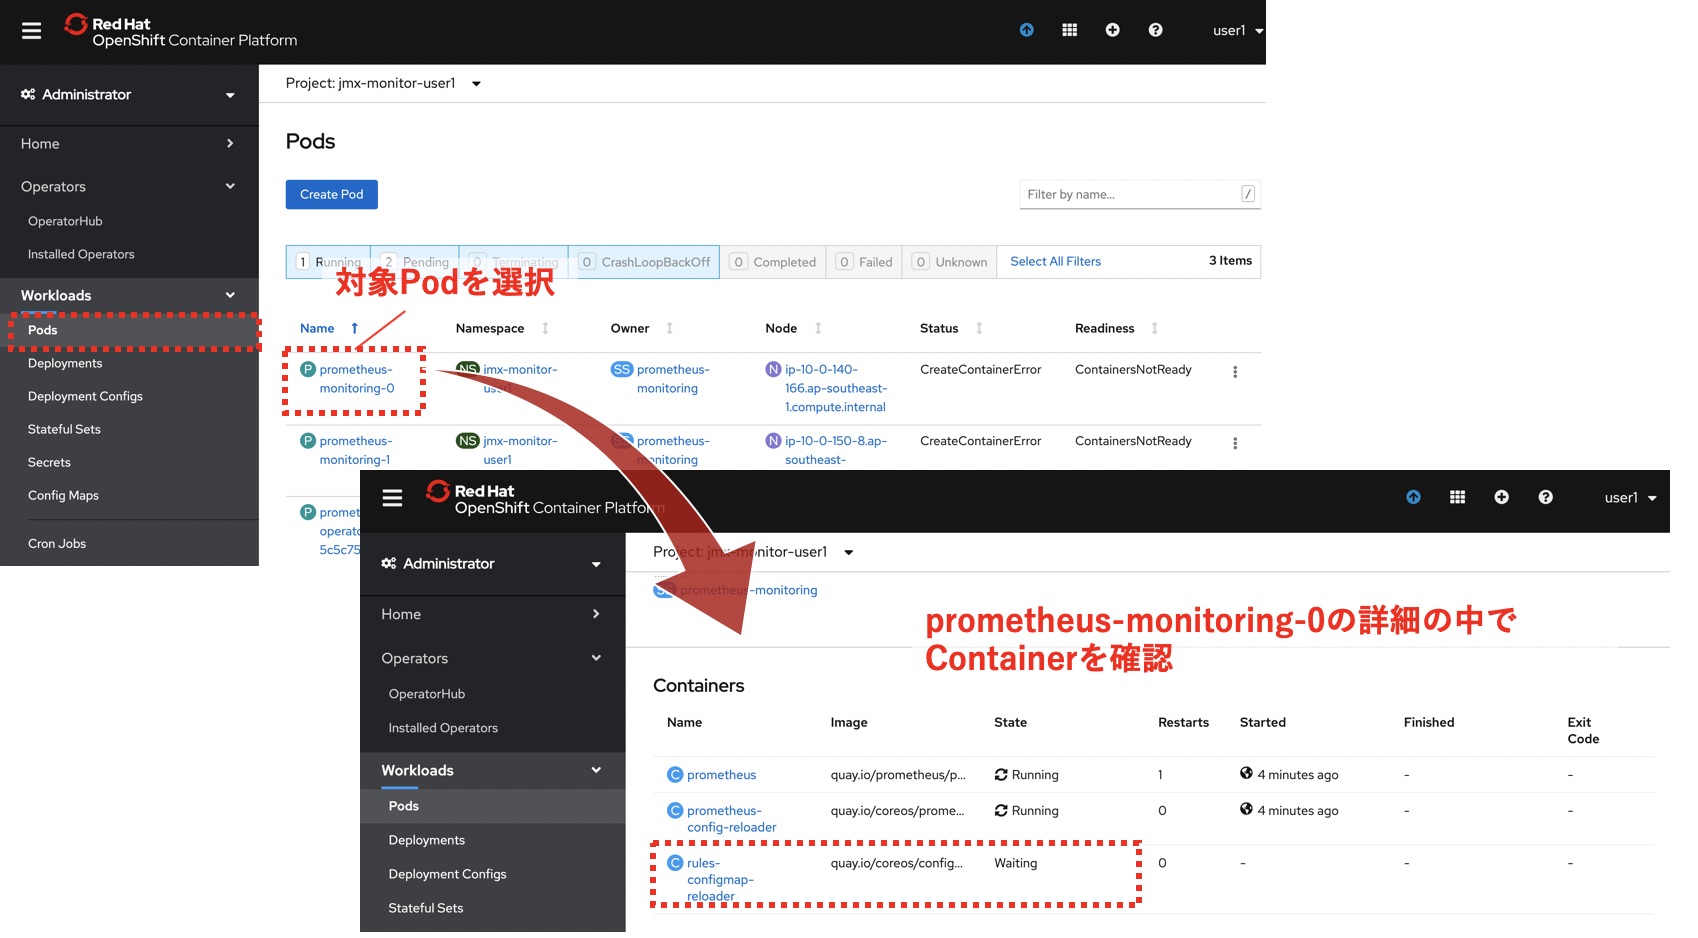 Red Hat
OpenShift Container Platform
user1
Administrator
Home
Operators
OperatorHub
Installed Operators
Workloads
Pods
Deployments
Deployment Configs
Stateful Sets
Secrets
Config Maps
Cron Jobs
Project: jmx-monitor-user1
Pods
Create Pod
Filter by name...
/
1 Running
2 Pending
0 Terminating
0 CrashLoopBackOff
0 Completed
0 Failed
0 Unknown
Select All Filters
3 Items
対象Podを選択
Name
Namespace
Owner
Node
Status
Readiness
P prometheus-
monitoring-0
NS jmx-monitor-
user1
SS prometheus-
monitoring
N ip-10-0-140-
166.ap-southeast-
1.compute.internal
CreateContainerError
ContainersNotReady
P prometheus-
monitoring-1
NS jmx-monitor-
user1
SS prometheus-
monitoring
N ip-10-0-150-8.ap-
southeast-
CreateContainerError
ContainersNotReady
P promet
operato
5c5c75
Red Hat
OpenShift Container Platform
user1
Administrator
Home
Operators
OperatorHub
Installed Operators
Workloads
Pods
Deployments
Deployment Configs
Stateful Sets
Project: jmx-monitor-user1
SS prometheus-monitoring
prometheus-monitoring-0の詳細の中で
Containerを確認
Containers
Name
Image
State
Restarts
Started
Finished
Exit
Code
C prometheus
quay.io/prometheus/p...
Running
1
4 minutes ago
-
-
C prometheus-
config-reloader
quay.io/coreos/prome...
Running
0
4 minutes ago
-
-
C rules-
configmap-
reloader
quay.io/coreos/config...
Waiting
0
-
-
-